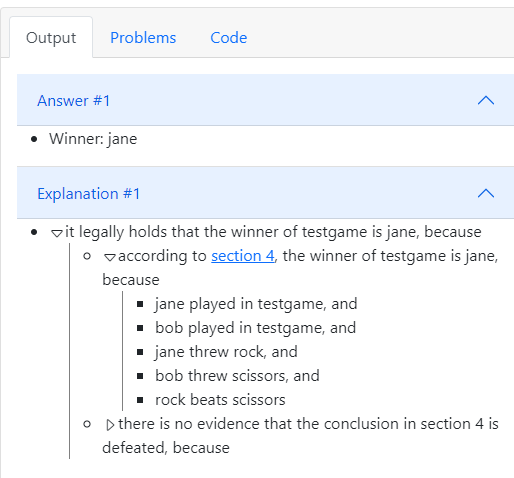 Output Problems Code
Answer #1
Winner: jane
Explanation #1
it legally holds that the winner of testgame is jane, because
according to section 4, the winner of testgame is jane,
because
jane played in testgame, and
bob played in testgame, and
jane threw rock, and
bob threw scissors, and
rock beats scissors
there is no evidence that the conclusion in section 4 is
defeated, because